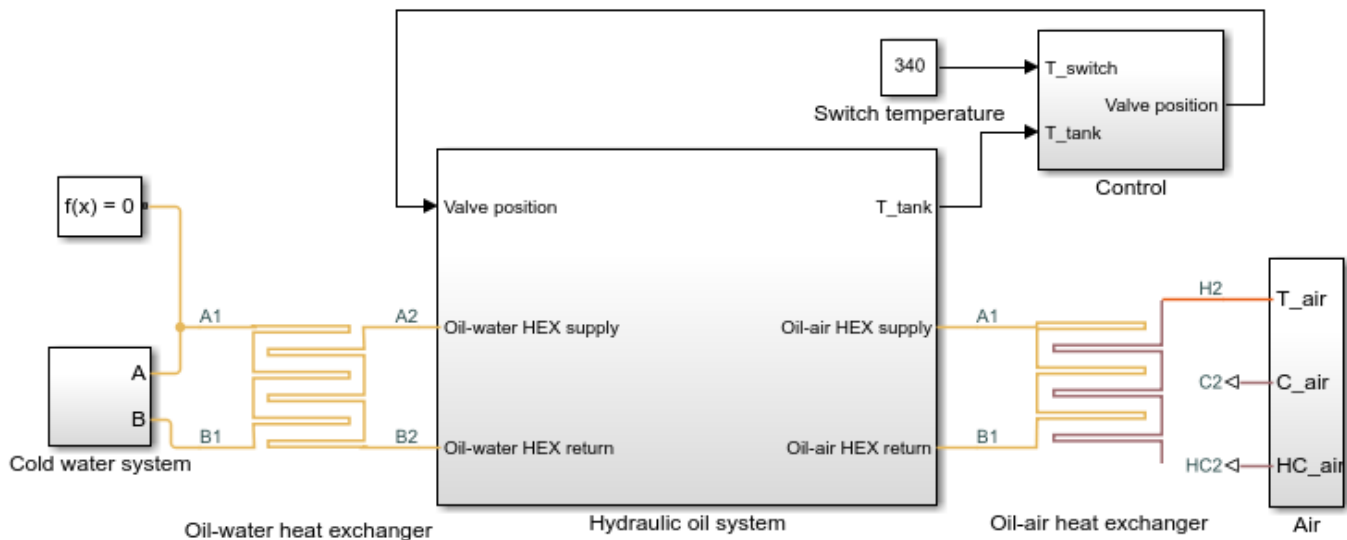 340
Switch temperature
T_switch
T_tank
Valve position
Control
f(x) = 0
Valve position
T_tank
Oil-water HEX supply
Oil-air HEX supply
Oil-water HEX return
Oil-air HEX return
Hydraulic oil system
A
B
Cold water system
A1
A2
B1
B2
Oil-water heat exchanger
A1
B1
H2
C2
HC2
Oil-air heat exchanger
T_air
C_air
HC_air
Air